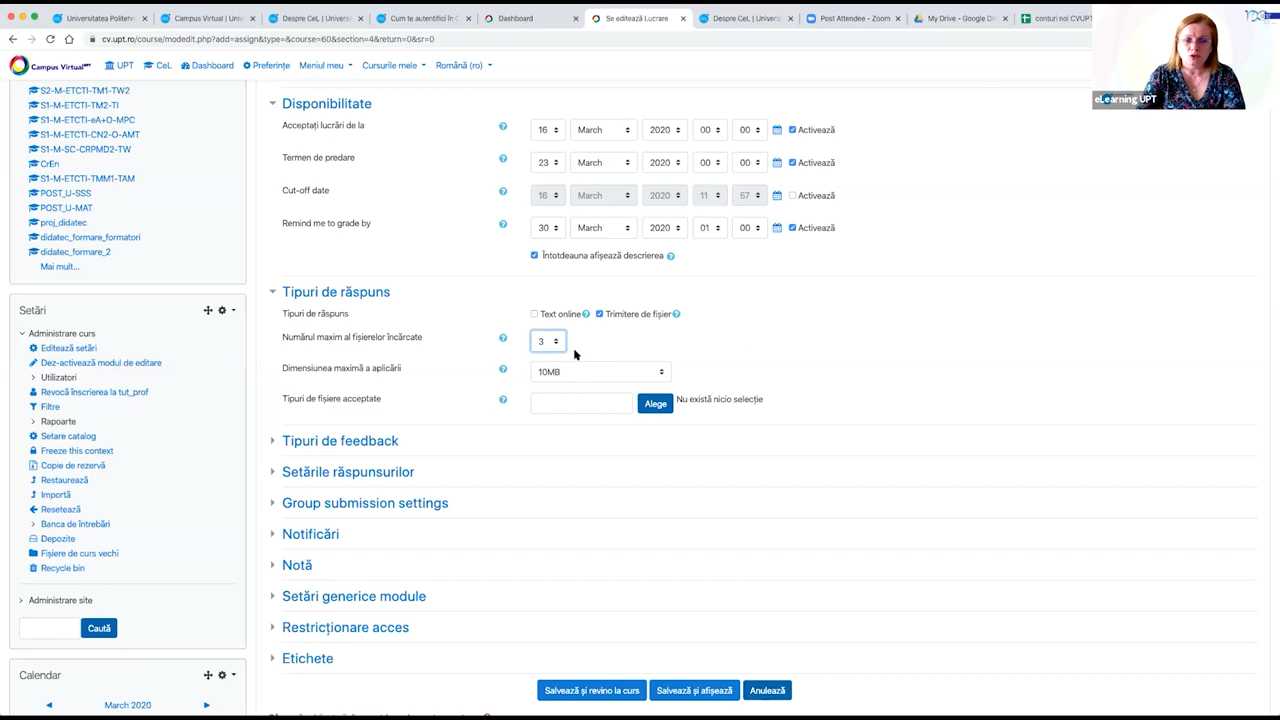 Universitatea Politehn
Campus Virtual | Univ
Despre CeL | Univers
Cum te autentifici în C
Dashboard
Se editează Lucrare
Despre CeL | Univers
Post Attendee - Zoom
My Drive - Google Dr
conturi noi CVUPT
cv.upt.ro/course/modedit.php?add=assign&type=&course=60&section=4&return=0&sr=0
Campus Virtual UPT
UPT
CeL
Dashboard
Preferințe
Meniul meu
Cursurile mele
Română (ro)
eLearning UPT
S2-M-ETCTI-TM1-TW2
S1-M-ETCTI-TM2-TI
S1-M-ETCTI-eA+O-MPC
S1-M-ETCTI-CN2-O-AMT
S1-M-SC-CRPMD2-TW
CrEn
S1-M-ETCTI-TMM1-TAM
POST_U-SSS
POST_U-MAT
proj_didatec
didatec_formare_formatori
didatec_formare_2
Mai mult...
Setări
Administrare curs
Editează setări
Dez-activează modul de editare
Utilizatori
Revocă înscrierea la tut_prof
Filtre
Rapoarte
Setare catalog
Freeze this context
Copie de rezervă
Restaurează
Importă
Resetează
Banca de întrebări
Depozite
Fișiere de curs vechi
Recycle bin
Administrare site
Caută
Calendar
March 2020
Disponibilitate
Acceptați lucrări de la 16 March 2020 00 00 Activează
Termen de predare 23 March 2020 00 00 Activează
Cut-off date 16 March 2020 11 57 Activează
Remind me to grade by 30 March 2020 01 00 Activează
Întotdeauna afișează descrierea
Tipuri de răspuns
Tipuri de răspuns Text online Trimitere de fișier
Numărul maxim al fișierelor încărcate 3
Dimensiunea maximă a aplicării 10MB
Tipuri de fișiere acceptate Alege Nu există nicio selecție
Tipuri de feedback
Setările răspunsurilor
Group submission settings
Notificări
Notă
Setări generice module
Restricționare acces
Etichete
Salvează și revino la curs
Salvează și afișează
Anulează